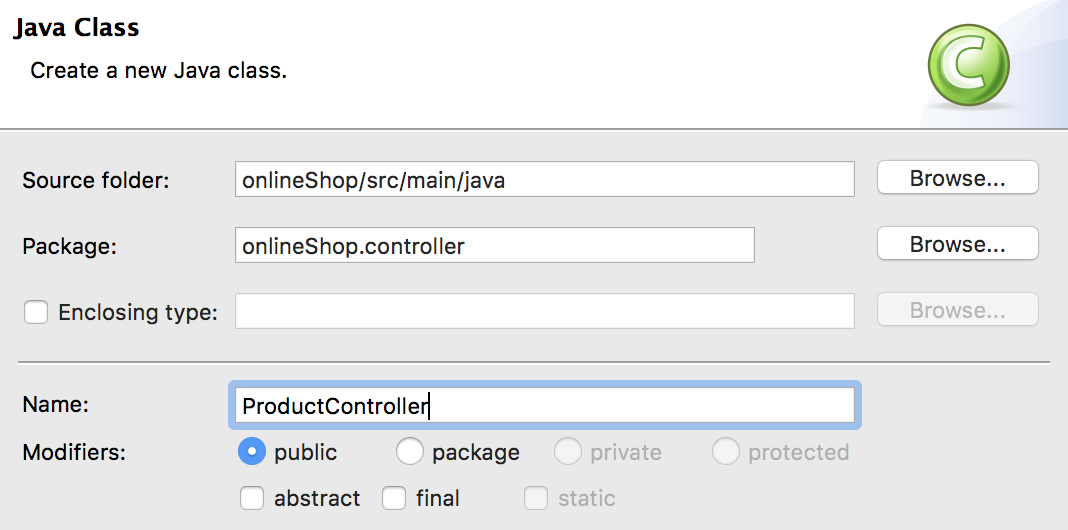 Java Class
Create a new Java class.
C
Source folder: onlineShop/src/main/java Browse...
Package: onlineShop.controller Browse...
Enclosing type: Browse...
Name: ProductController
Modifiers: public package private protected
abstract final static